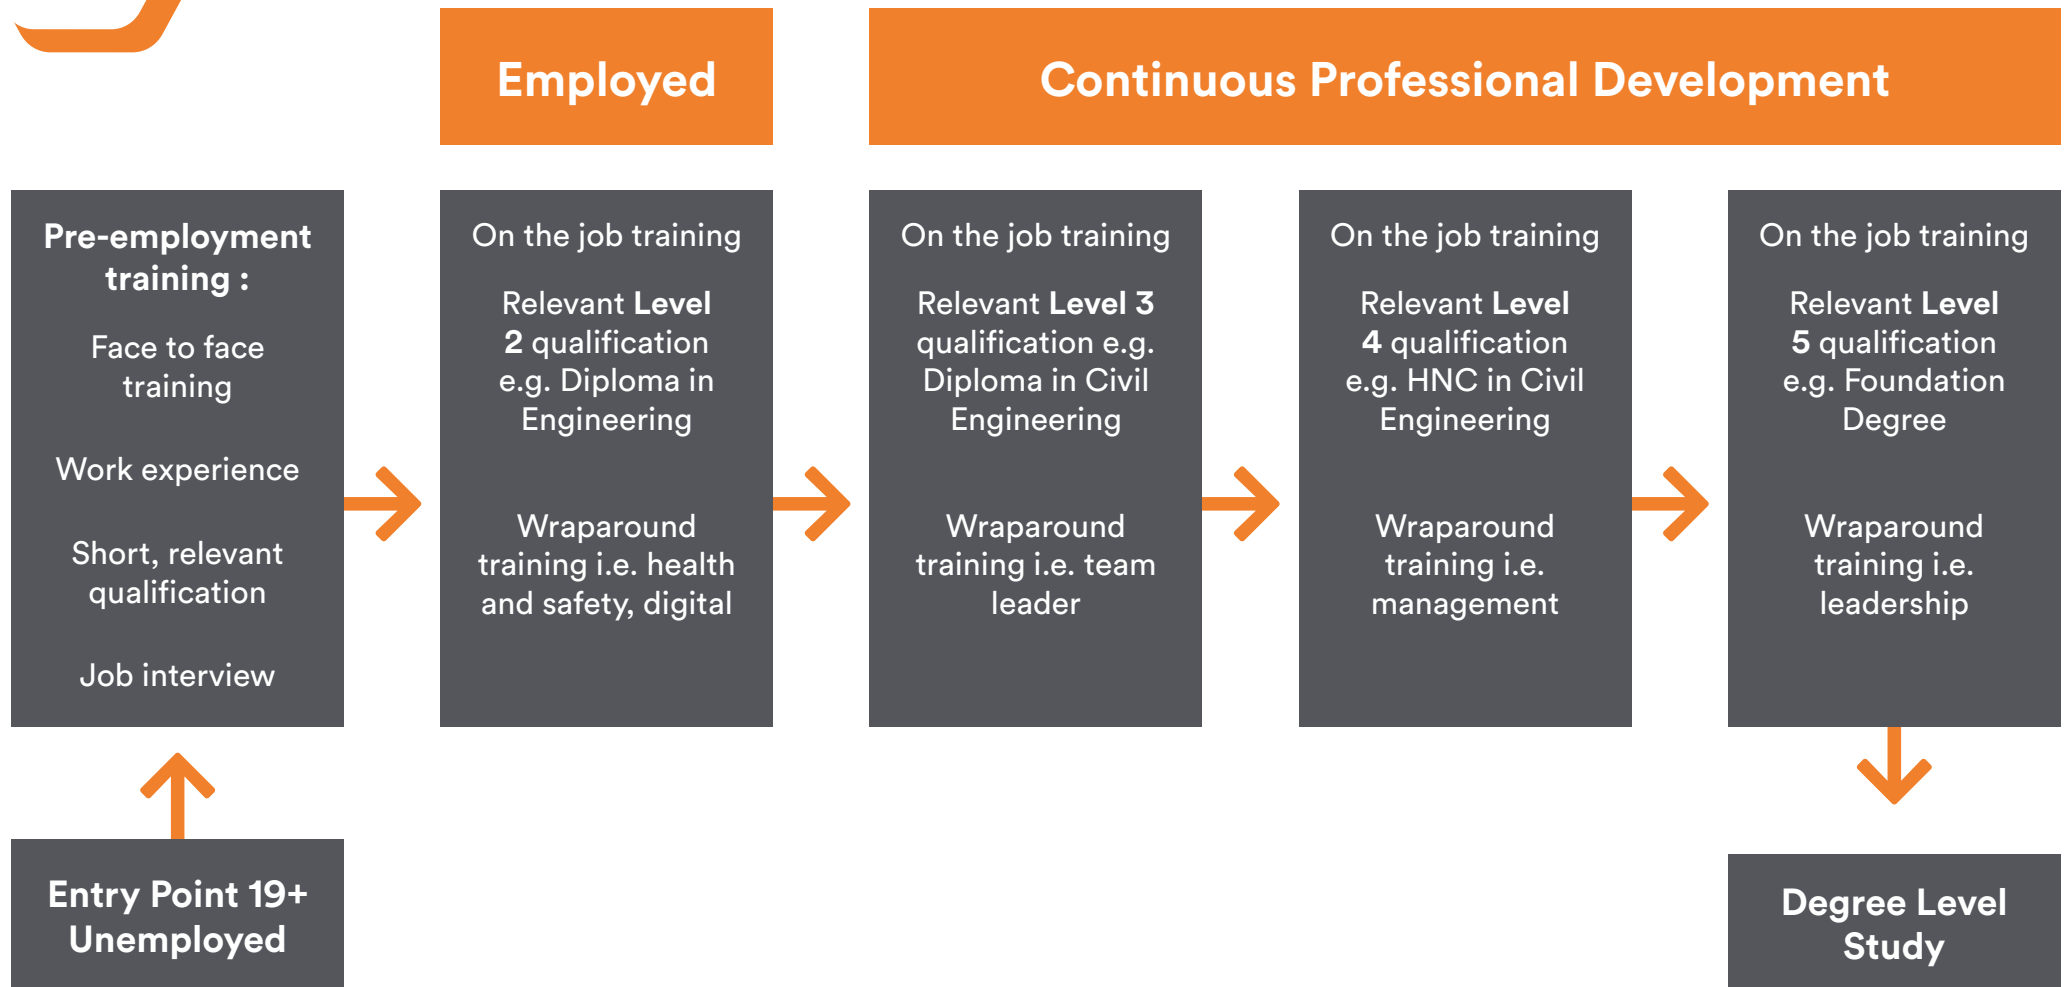 Employed
Continuous Professional Development
Pre-employment
training :
Face to face
training
Work experience
Short, relevant
qualification
Job interview
On the job training
Relevant Level
2 qualification
e.g. Diploma in
Engineering
Wraparound
training i.e. health
and safety, digital
On the job training
Relevant Level 3
qualification e.g.
Diploma in Civil
Engineering
Wraparound
training i.e. team
leader
On the job training
Relevant Level
4 qualification
e.g. HNC in Civil
Engineering
Wraparound
training i.e.
management
On the job training
Relevant Level
5 qualification
e.g. Foundation
Degree
Wraparound
training i.e.
leadership
Entry Point 19+
Unemployed
Degree Level
Study